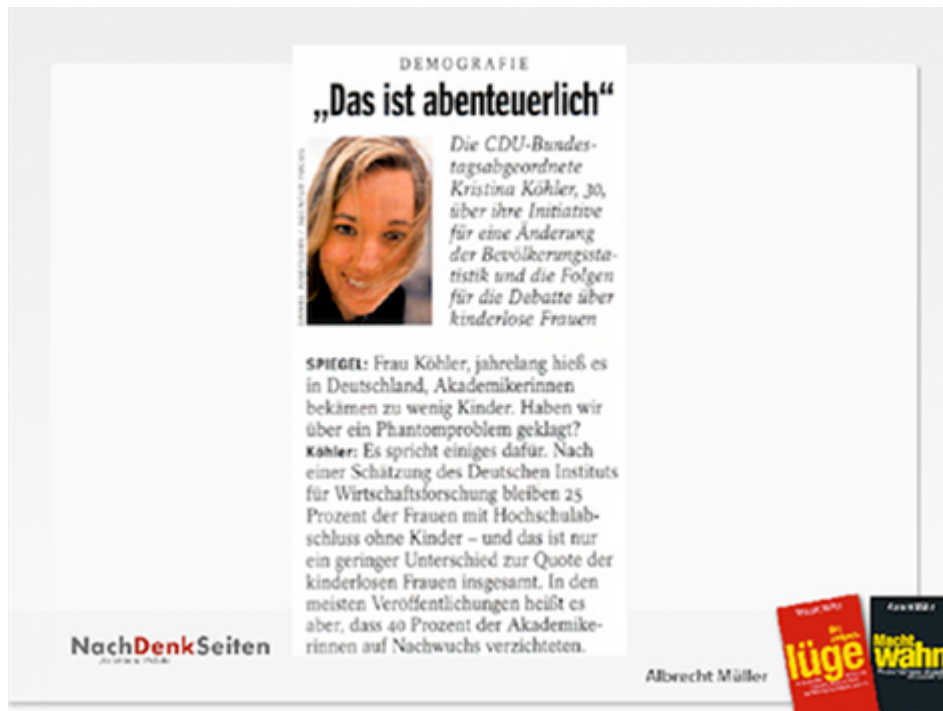 DEMOGRAFIE
„Das ist abenteuerlich“
Die CDU-Bundes-
tagsabgeordnete
Kristina Köhler, 30,
über ihre Initiative
für eine Änderung
der Bevölkerungssta-
tistik und die Folgen
für die Debatte über
kinderlose Frauen
SPIEGEL: Frau Köhler, jahrelang hieß es
in Deutschland, Akademikerinnen
bekämen zu wenig Kinder. Haben wir
über ein Phantomproblem geklagt?
Köhler: Es spricht einiges dafür. Nach
einer Schätzung des Deutschen Instituts
für Wirtschaftsforschung bleiben 25
Prozent der Frauen mit Hochschulab-
schluss ohne Kinder – und das ist nur
ein geringer Unterschied zur Quote der
kinderlosen Frauen insgesamt. In den
meisten Veröffentlichungen heißt es
aber, dass 40 Prozent der Akademike-
rinnen auf Nachwuchs verzichteten.
NachDenkSeiten
Albrecht Müller
lüge
Macht
wahn